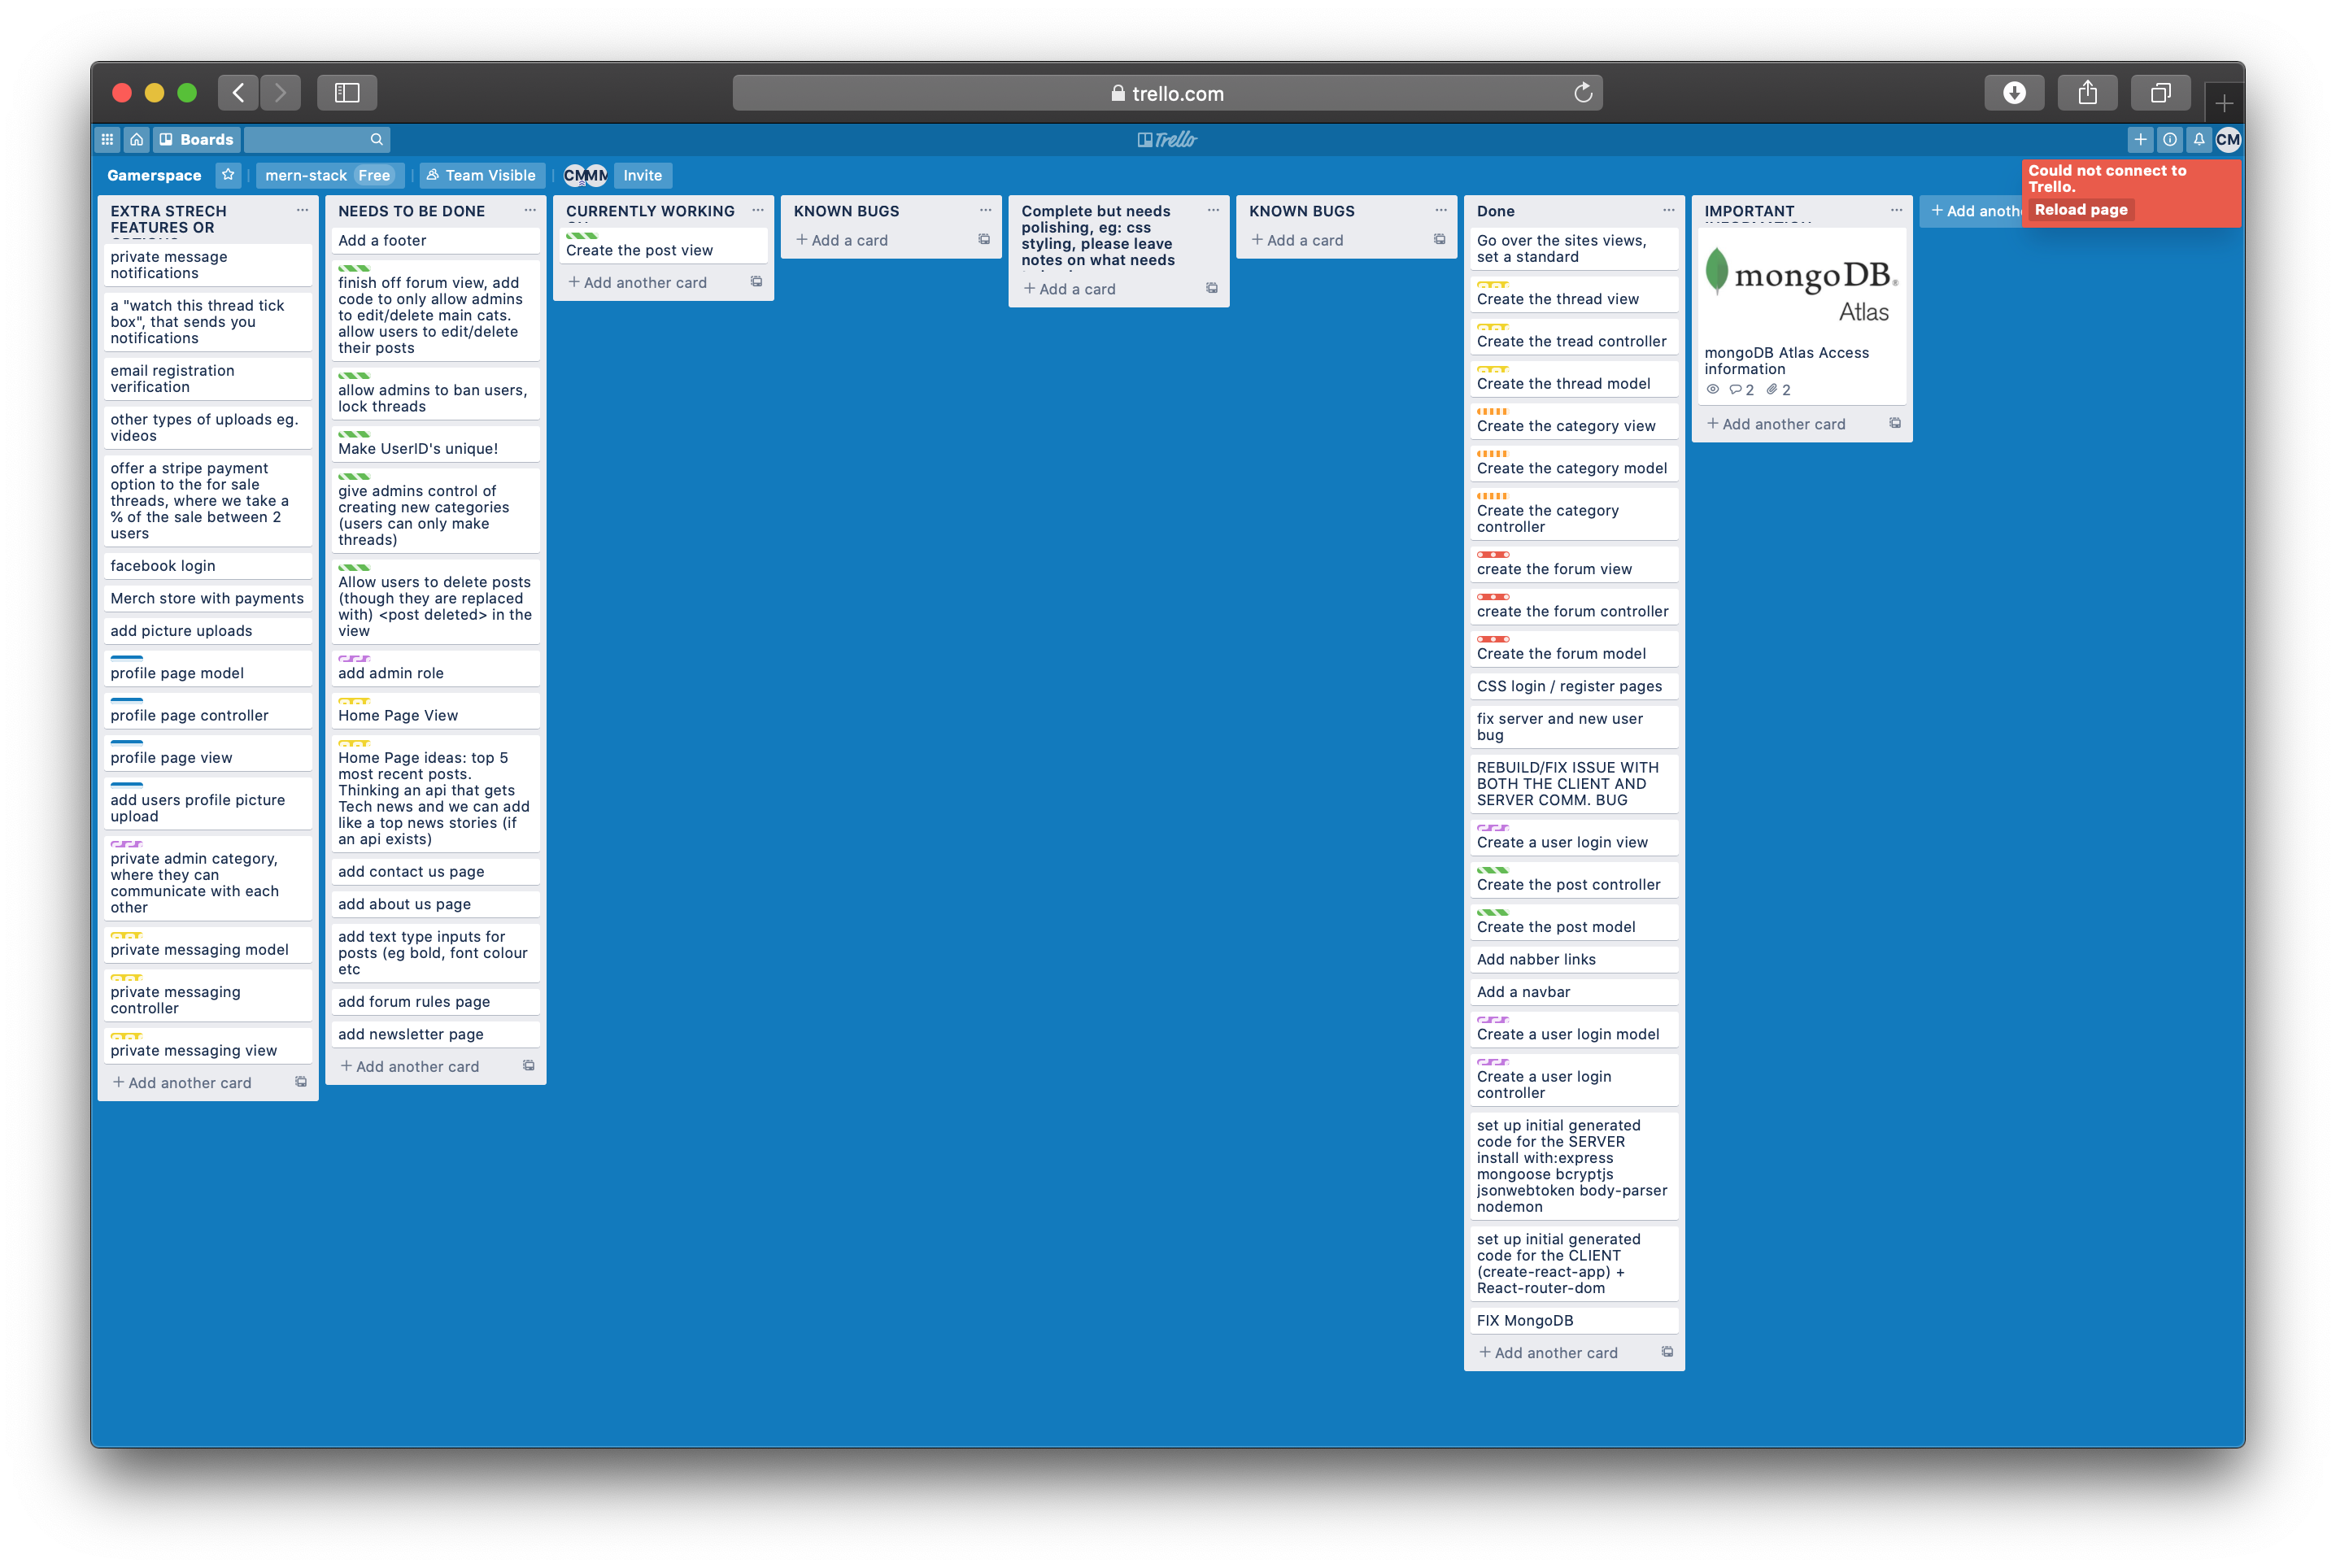 trello.com
Boards
Trello
CM
Gamerspace
mern-stack Free
Team Visible
CM
MM
Invite
Could not connect to
Trello.
Reload page
EXTRA STRECH
FEATURES OR
private message
notifications
a "watch this thread tick
box", that sends you
notifications
email registration
verification
other types of uploads eg.
videos
offer a stripe payment
option to the for sale
threads, where we take a
% of the sale between 2
users
facebook login
Merch store with payments
add picture uploads
profile page model
profile page controller
profile page view
add users profile picture
upload
private admin category,
where they can
communicate with each
other
private messaging model
private messaging
controller
private messaging view
+ Add another card
NEEDS TO BE DONE
Add a footer
finish off forum view, add
code to only allow admins
to edit/delete main cats.
allow users to edit/delete
their posts
allow admins to ban users,
lock threads
Make UserID's unique!
give admins control of
creating new categories
(users can only make
threads)
Allow users to delete posts
(though they are replaced
with) <post deleted> in the
view
add admin role
Home Page View
Home Page ideas: top 5
most recent posts.
Thinking an api that gets
Tech news and we can add
like a top news stories (if
an api exists)
add contact us page
add about us page
add text type inputs for
posts (eg bold, font colour
etc
add forum rules page
add newsletter page
+ Add another card
CURRENTLY WORKING
Create the post view
+ Add another card
KNOWN BUGS
+ Add a card
Complete but needs
polishing, eg: css
styling, please leave
notes on what needs
+ Add a card
KNOWN BUGS
+ Add a card
Done
Go over the sites views,
set a standard
Create the thread view
Create the tread controller
Create the thread model
Create the category view
Create the category model
Create the category
controller
create the forum view
create the forum controller
Create the forum model
CSS login / register pages
fix server and new user
bug
REBUILD/FIX ISSUE WITH
BOTH THE CLIENT AND
SERVER COMM. BUG
Create a user login view
Create the post controller
Create the post model
Add nabber links
Add a navbar
Create a user login model
Create a user login
controller
set up initial generated
code for the SERVER
install with:express
mongoose bcryptjs
jsonwebtoken body-parser
nodemon
set up initial generated
code for the CLIENT
(create-react-app) +
React-router-dom
FIX MongoDB
+ Add another card
IMPORTANT
mongoDB®
Atlas
mongoDB Atlas Access
information
2 2
+ Add another card
+ Add anoth